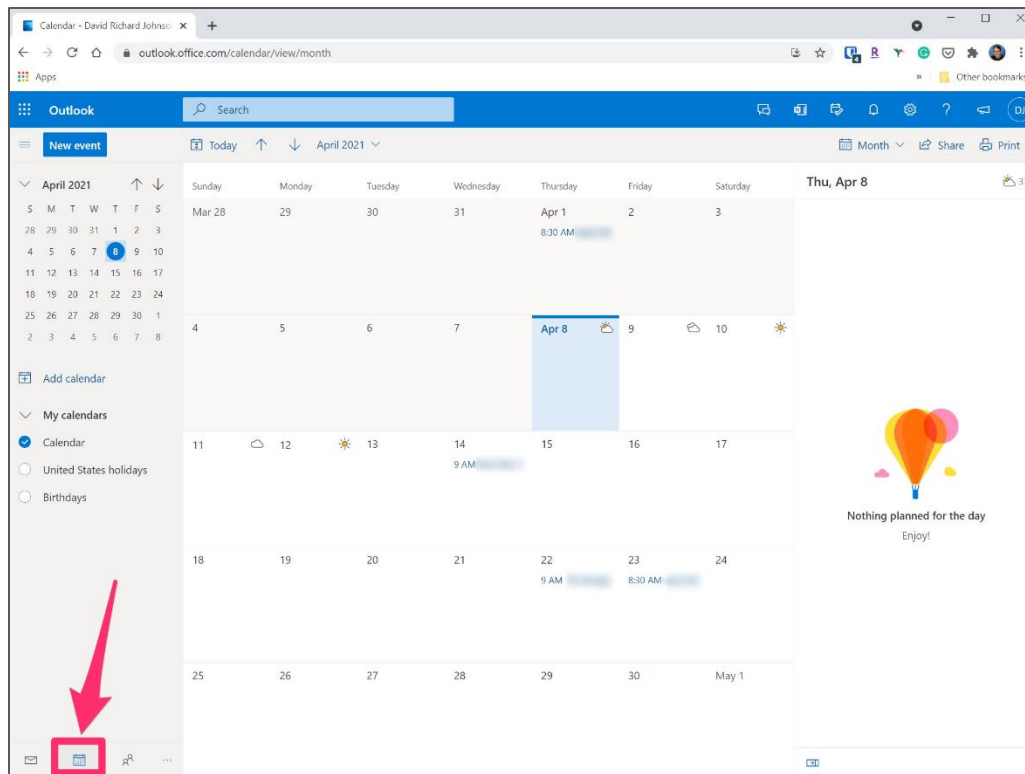 Calendar - David Richard Johnso
outlook.office.com/calendar/view/month
4
R
Apps
»
Other bookmarks
Outlook
Search
DJ
New event
Today
April 2021
Month
Share
Print
April 2021
S M T W T F S
28 29 30 31 1 2 3
4 5 6 7 8 9 10
11 12 13 14 15 16 17
18 19 20 21 22 23 24
25 26 27 28 29 30 1
2 3 4 5 6 7 8
Add calendar
My calendars
Calendar
United States holidays
Birthdays
Sunday Monday Tuesday Wednesday Thursday Friday Saturday
Mar 28 29 30 31 Apr 1 2 3
8:30 AM
4 5 6 7 Apr 8 9 10
11 12 13 14 15 16 17
9 AM
18 19 20 21 22 23 24
9 AM 8:30 AM
25 26 27 28 29 30 May 1
Thu, Apr 8
Nothing planned for the day
Enjoy!